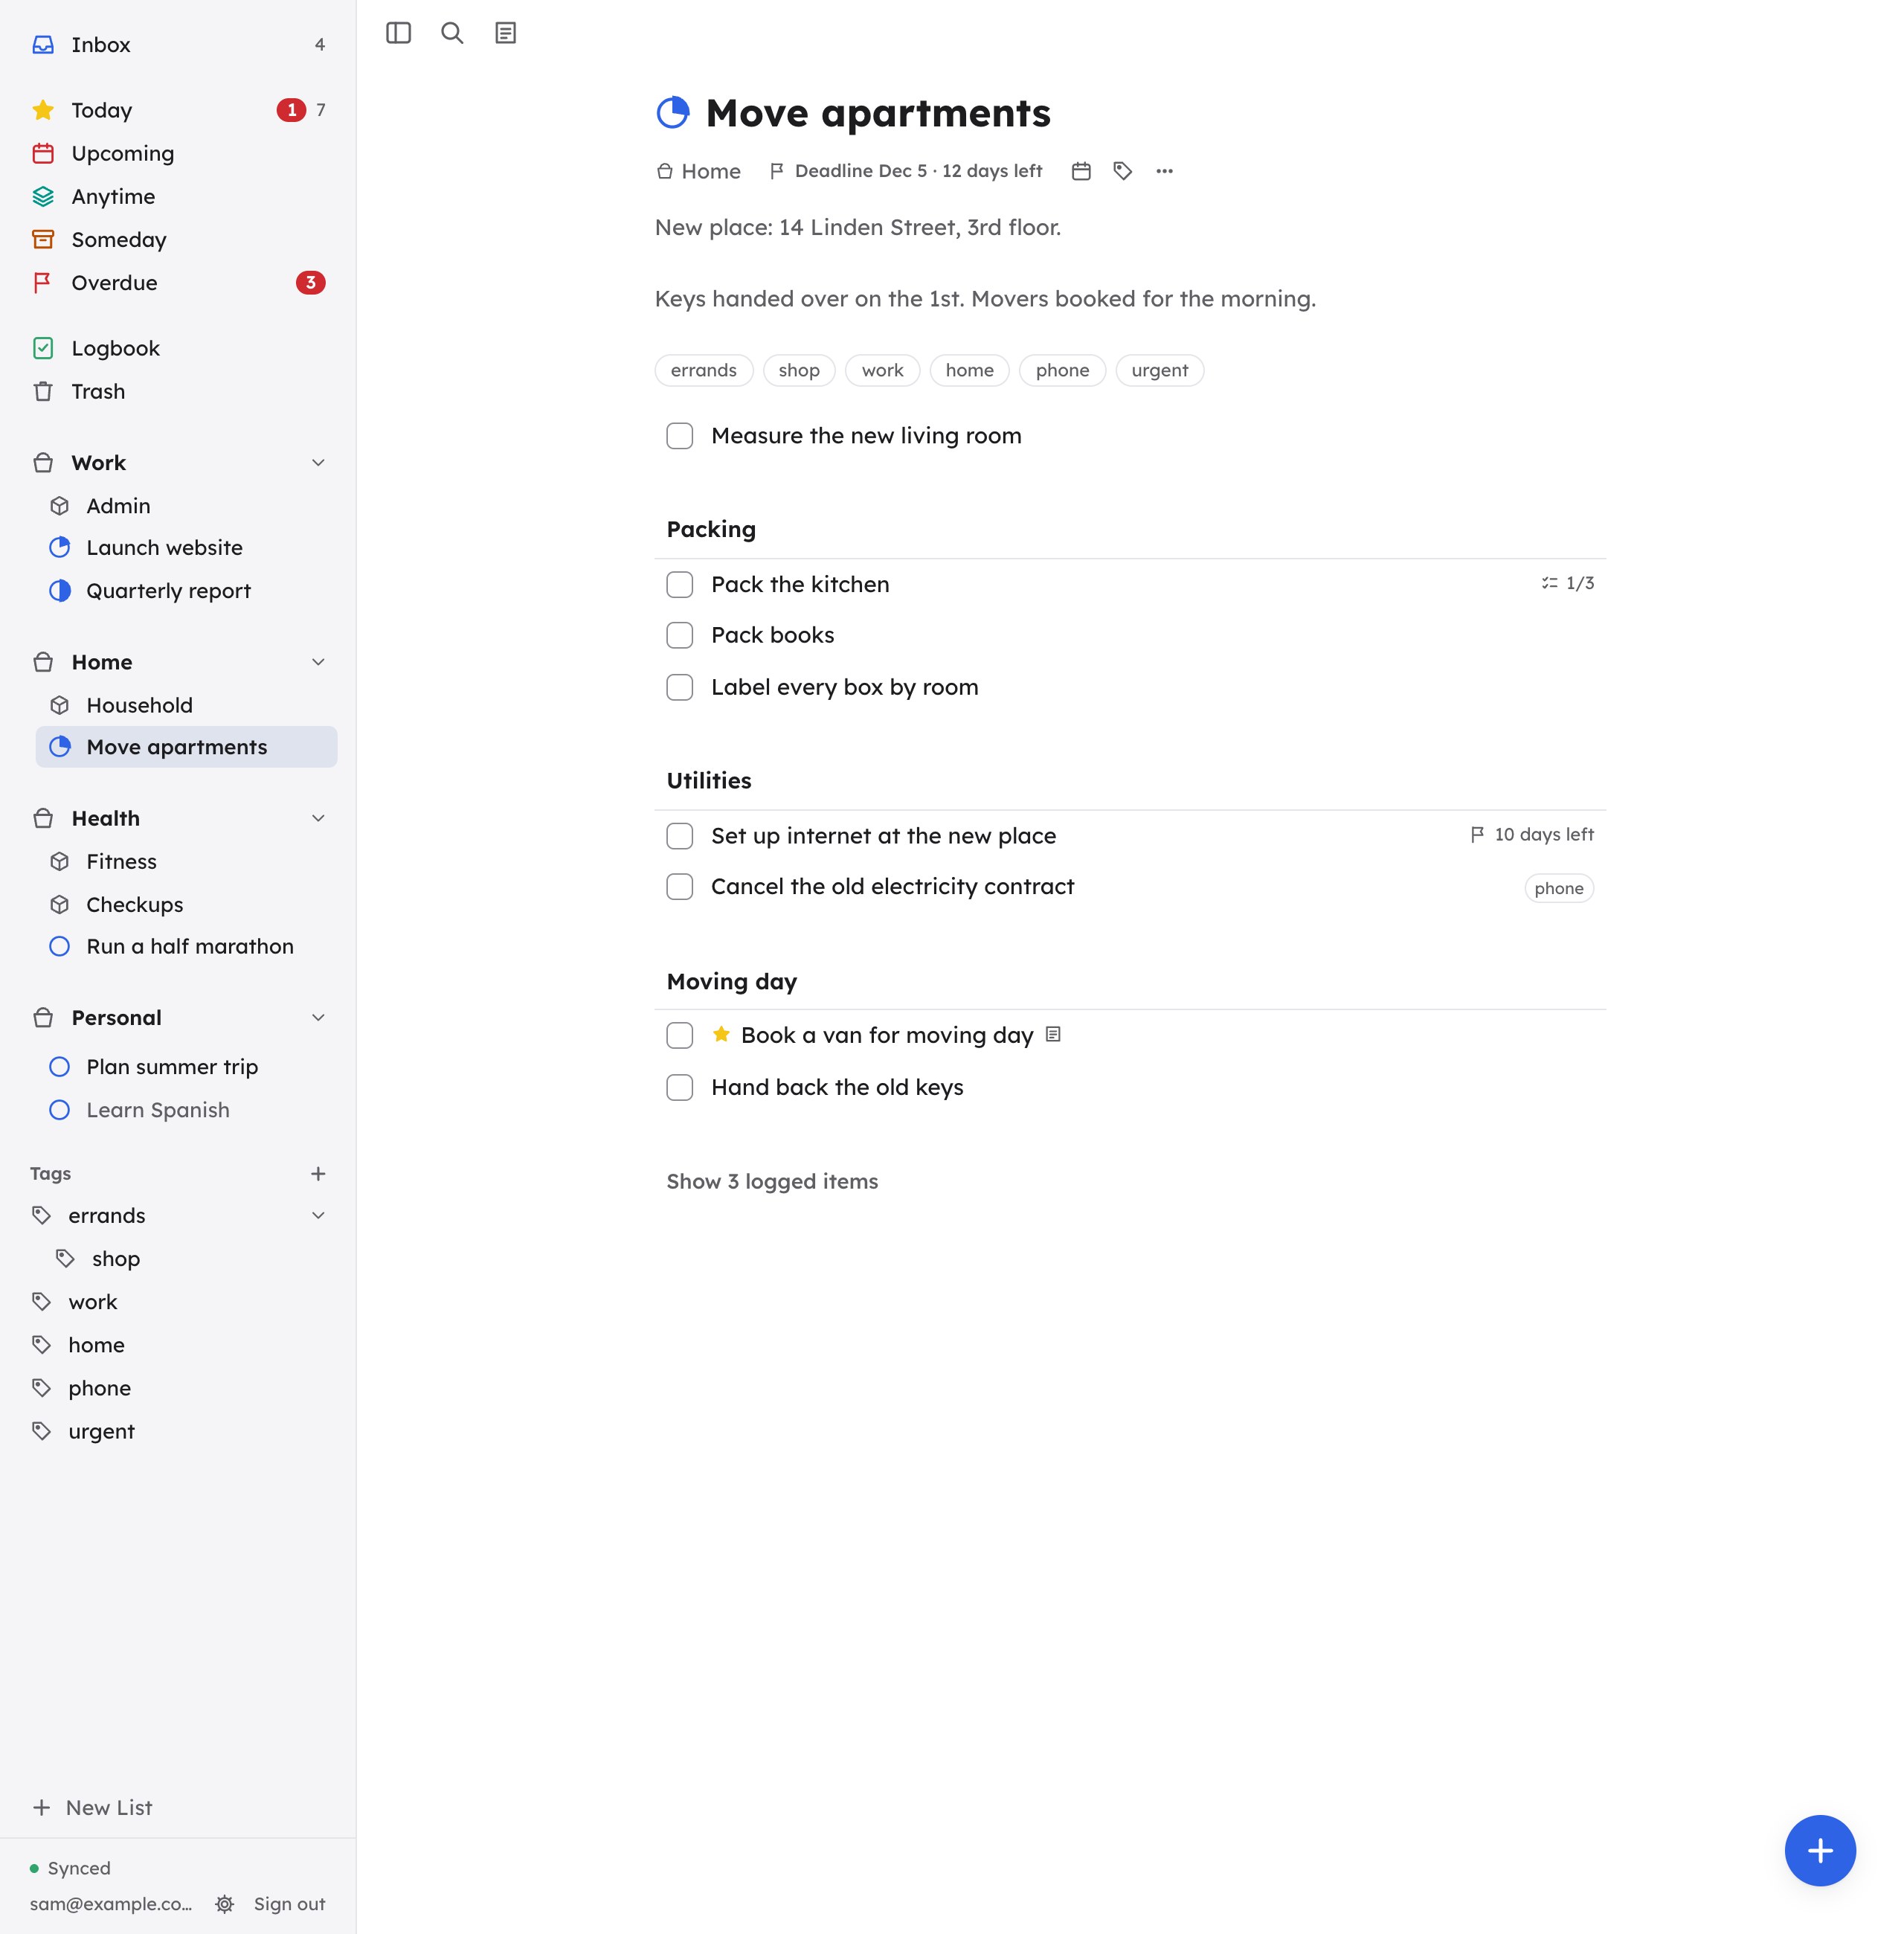 Inbox 4
Today 1 7
Upcoming
Anytime
Someday
Overdue 3
Logbook
Trash
Work
Admin
Launch website
Quarterly report
Home
Household
Move apartments
Health
Fitness
Checkups
Run a half marathon
Personal
Plan summer trip
Learn Spanish
Tags
errands
shop
work
home
phone
urgent
New List
Synced
sam@example.co... Sign out
Move apartments
Home Deadline Dec 5 · 12 days left
New place: 14 Linden Street, 3rd floor.
Keys handed over on the 1st. Movers booked for the morning.
errands shop work home phone urgent
Measure the new living room
Packing
Pack the kitchen 1/3
Pack books
Label every box by room
Utilities
Set up internet at the new place 10 days left
Cancel the old electricity contract phone
Moving day
Book a van for moving day
Hand back the old keys
Show 3 logged items